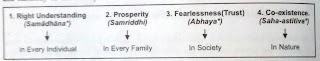 1. Right Understanding
(Samādhāna*)
In Every Individual
2. Prosperity
(Samriddhi)
In Every Family
3. Fearlessness(Trust)
(Abhaya*)
In Society
4. Co-existence
(Saha-astitva*)
In Nature